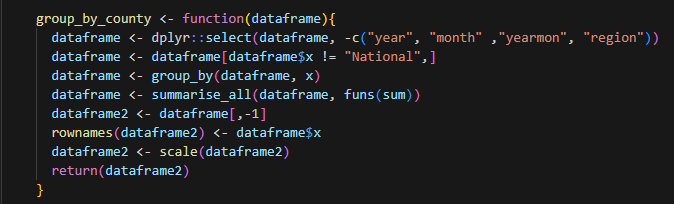 group_by_county <- function(dataframe){
  dataframe <- dplyr::select(dataframe, -c("year", "month" ,"yearmon", "region"))
  dataframe <- dataframe[dataframe$x != "National",]
  dataframe <- group_by(dataframe, x)
  dataframe <- summarise_all(dataframe, funs(sum))
  dataframe2 <- dataframe[,-1]
  rownames(dataframe2) <- dataframe$x
  dataframe2 <- scale(dataframe2)
  return(dataframe2)
}